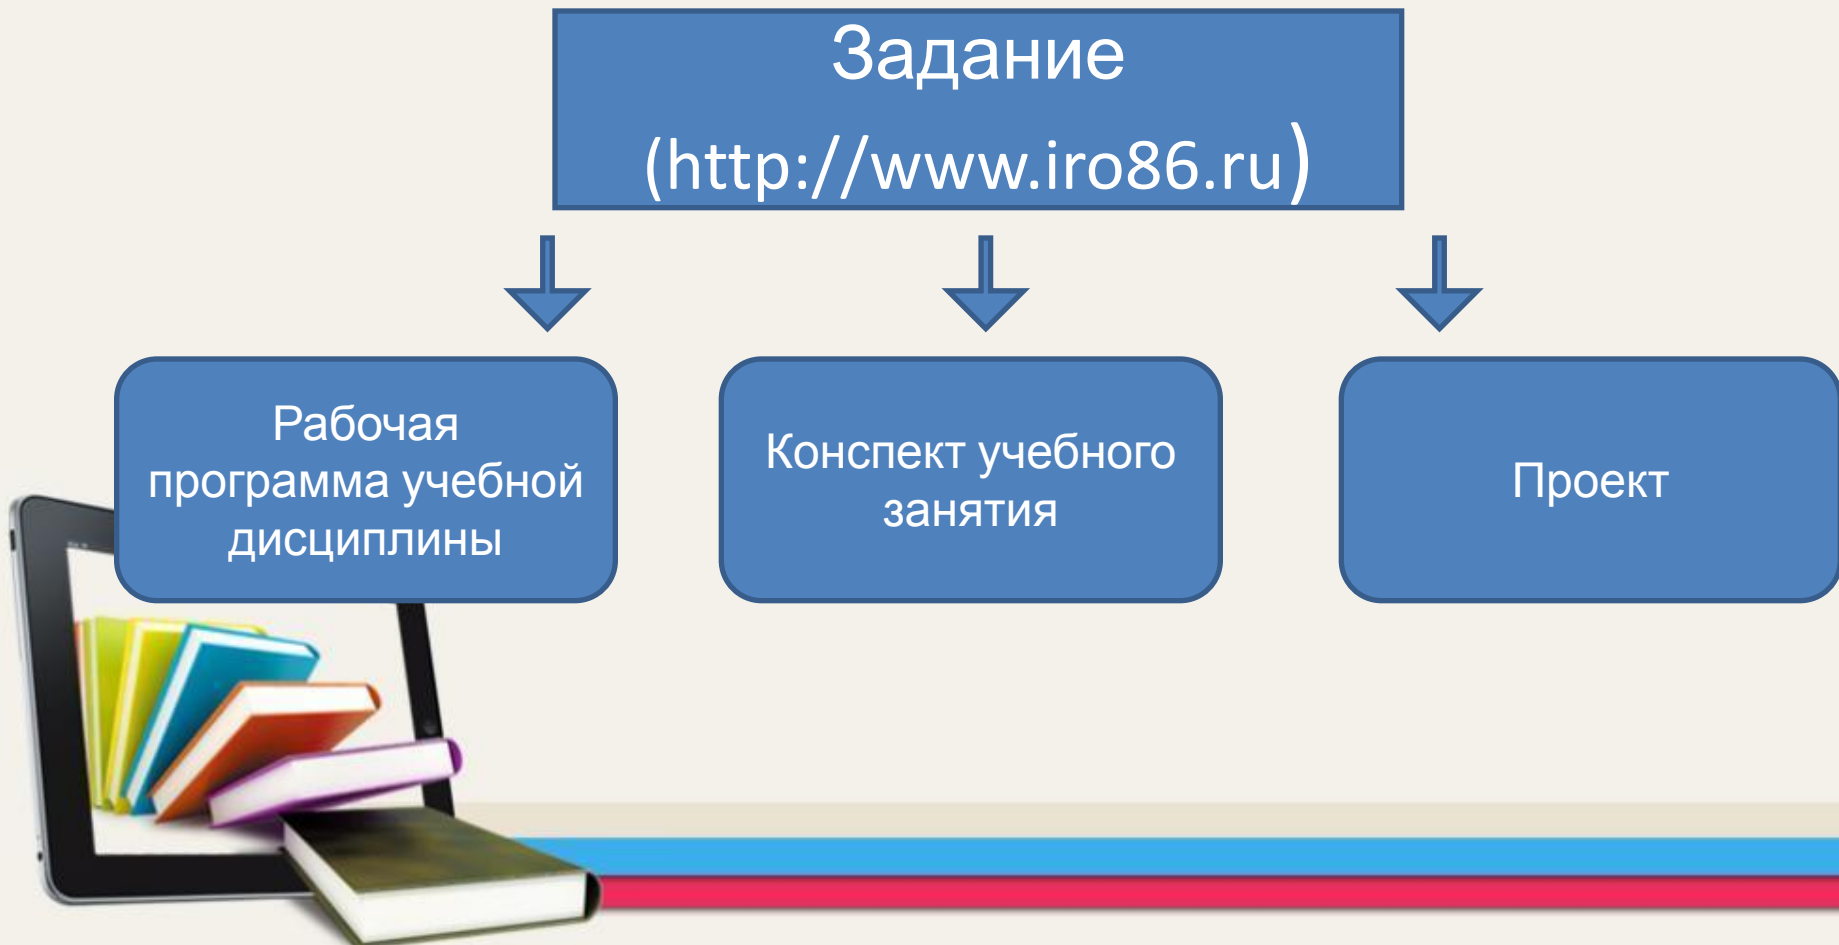 Задание
(http://www.iro86.ru)
Рабочая
программа учебной
дисциплины
Конспект учебного
занятия
Проект